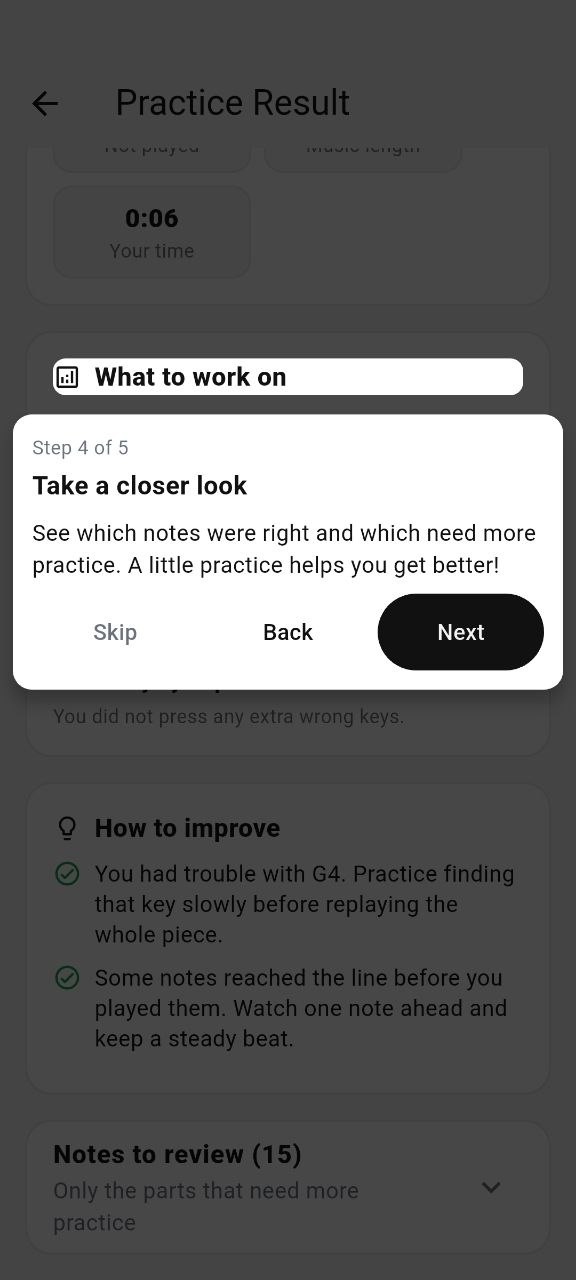 Practice Result
Not played
Music length
0:06
Your time
What to work on
Step 4 of 5
Take a closer look
See which notes were right and which need more
practice. A little practice helps you get better!
Skip
Back
Next
You did not press any extra wrong keys.
How to improve
You had trouble with G4. Practice finding
that key slowly before replaying the
whole piece.
Some notes reached the line before you
played them. Watch one note ahead and
keep a steady beat.
Notes to review (15)
Only the parts that need more
practice